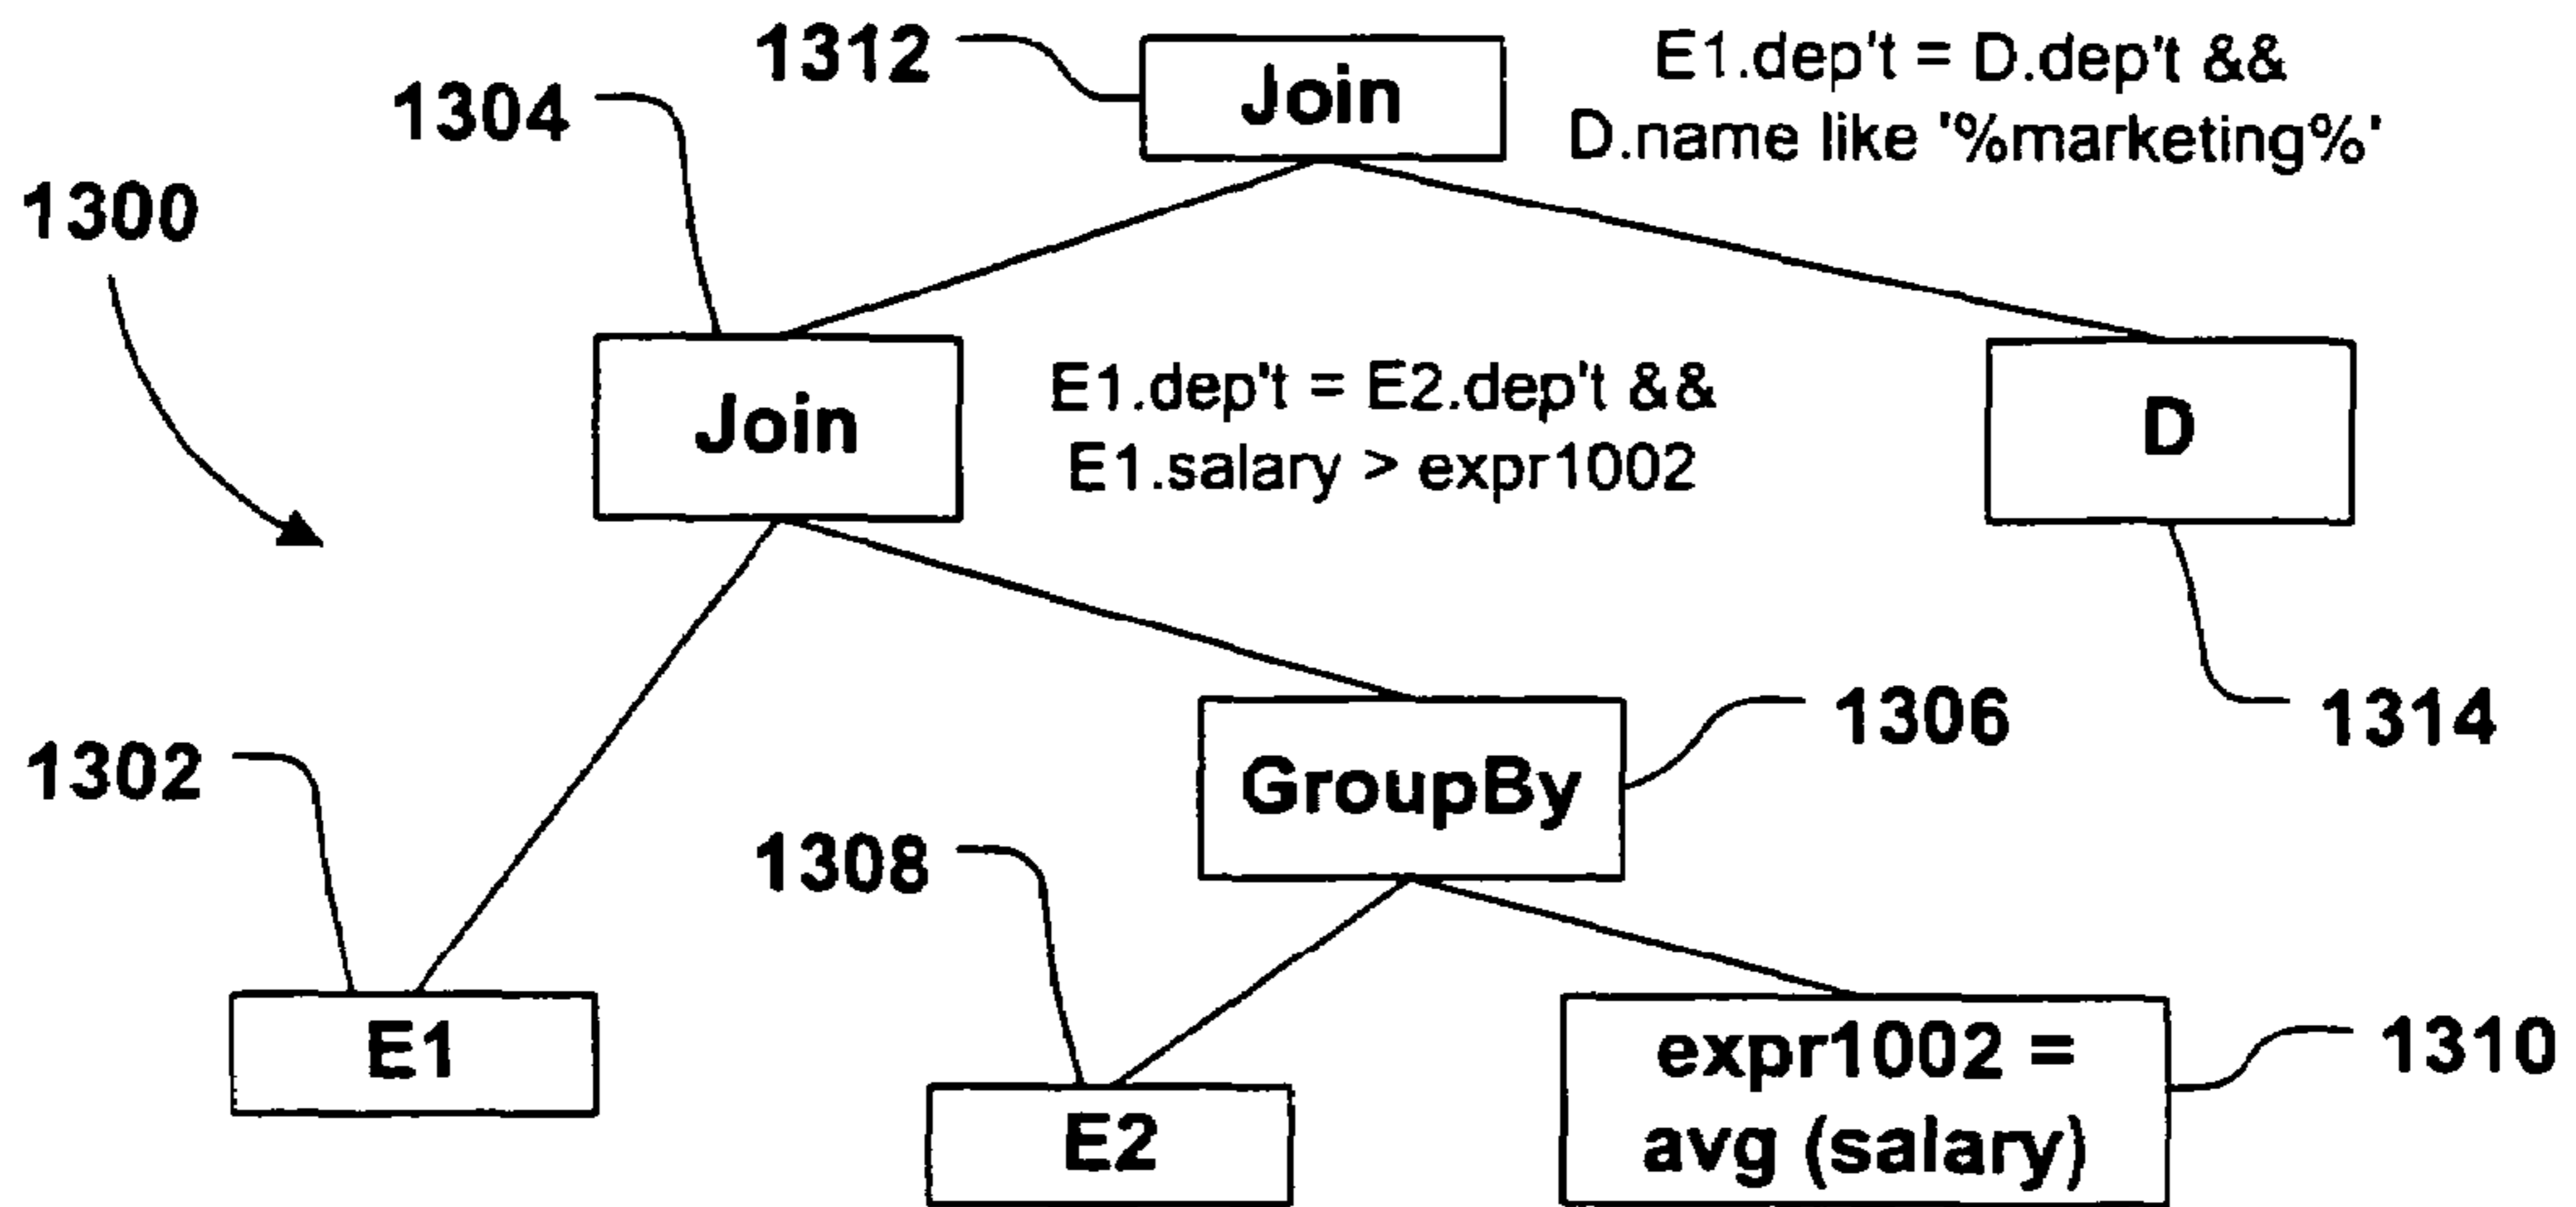 1312
Join
E1.dep't = D.dep't &&
D.name like '%marketing%'
1304
1300
Join
E1.dep't = E2.dep't &&
E1.salary > expr1002
D
1306
1314
GroupBy
1302
1308
E1
E2
expr1002 =
avg (salary)
1310